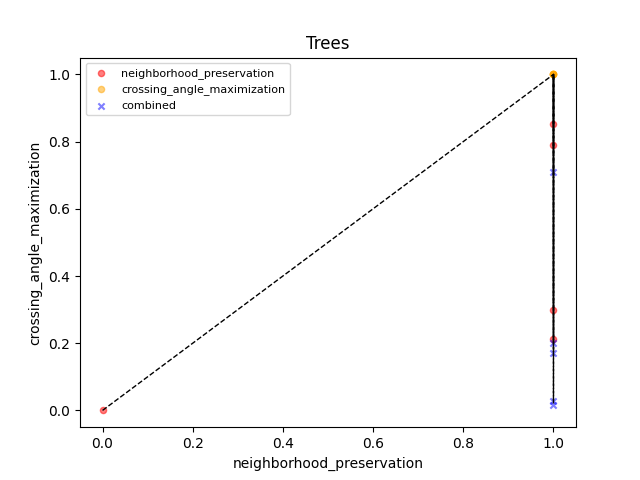 Trees
neighborhood_preservation
crossing_angle_maximization
combined
1.0
0.8
0.6
0.4
0.2
0.0
crossing_angle_maximization
0.0 0.2 0.4 0.6 0.8 1.0
neighborhood_preservation